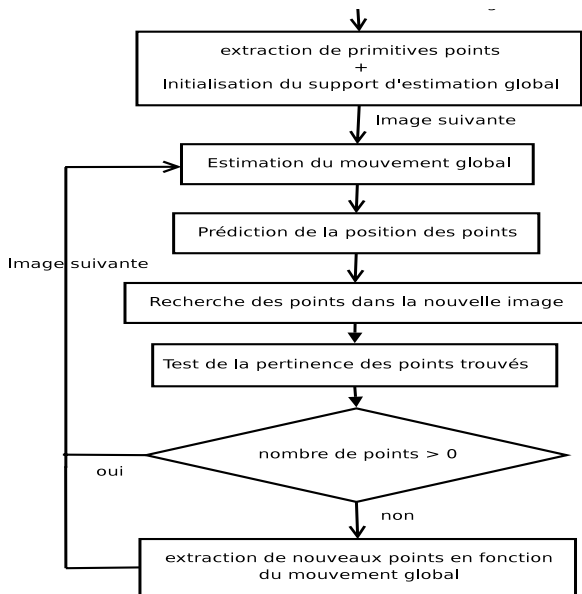 extraction de primitives points
+
Initialisation du support d'estimation global
Image suivante
Estimation du mouvement global
Prédiction de la position des points
Image suivante
Recherche des points dans la nouvelle image
Test de la pertinence des points trouvés
nombre de points > 0
oui
non
extraction de nouveaux points en fonction
du mouvement global